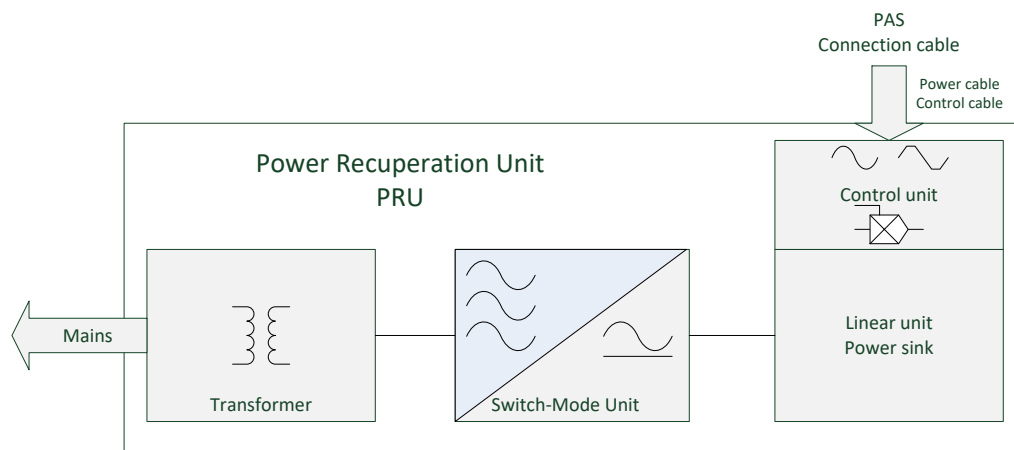 PAS
Connection cable
Power cable
Control cable
Power Recuperation Unit
PRU
Control unit
Mains
Linear unit
Power sink
Transformer
Switch-Mode Unit